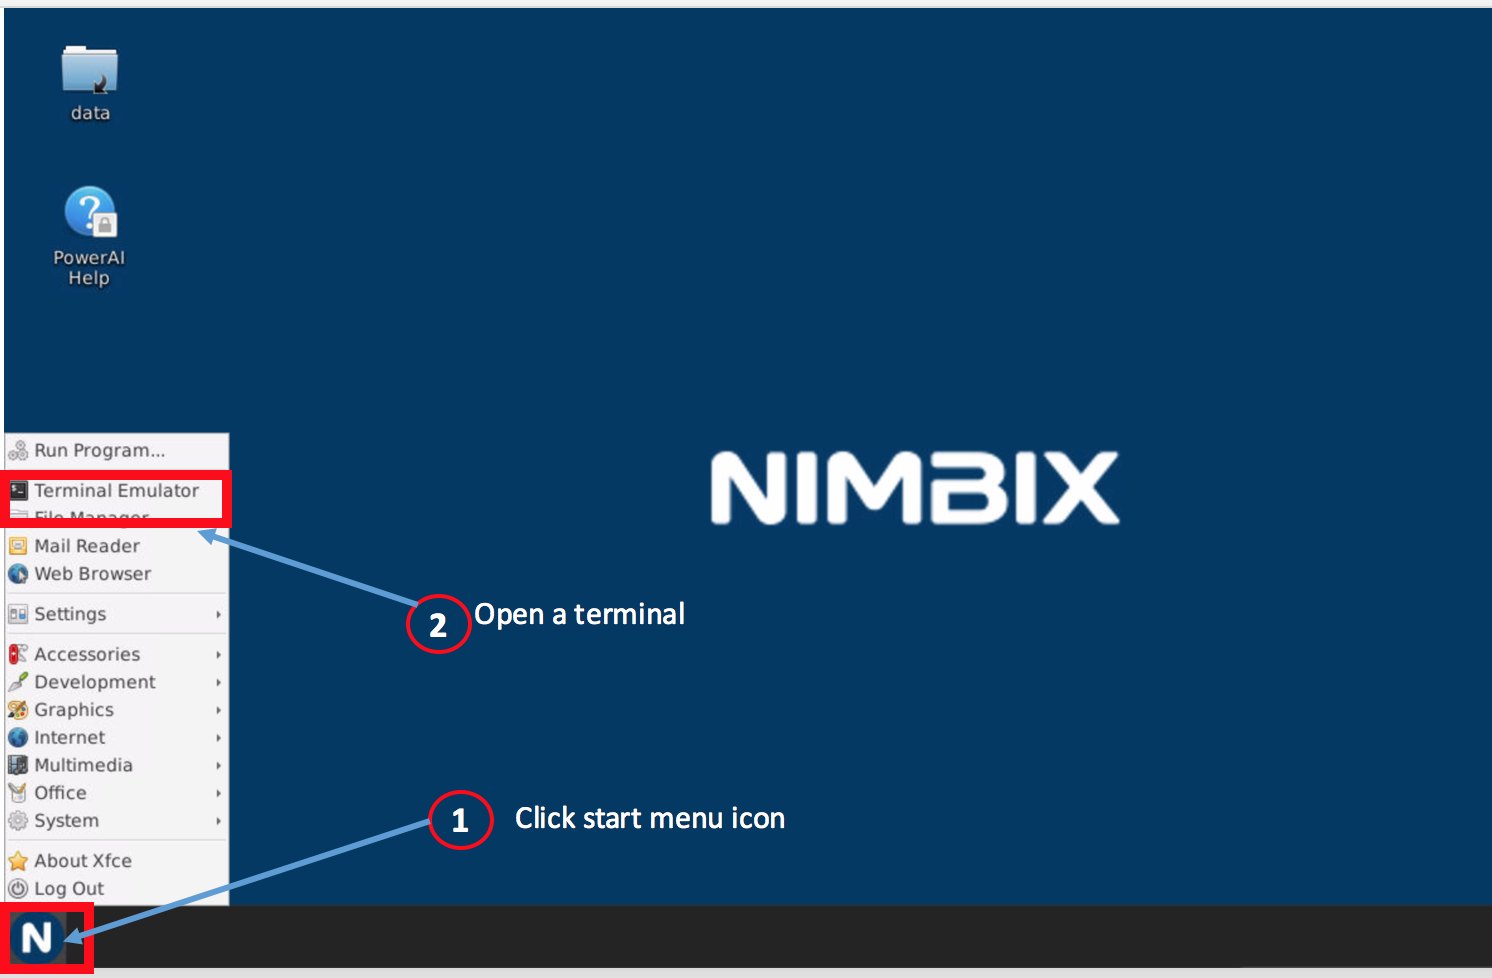 data
PowerAI
Help
NIMBIX
Run Program...
Terminal Emulator
File Manager
Mail Reader
Web Browser
Settings
Accessories
Development
Graphics
Internet
Multimedia
Office
System
About Xfce
Log Out
2 Open a terminal
1 Click start menu icon
N